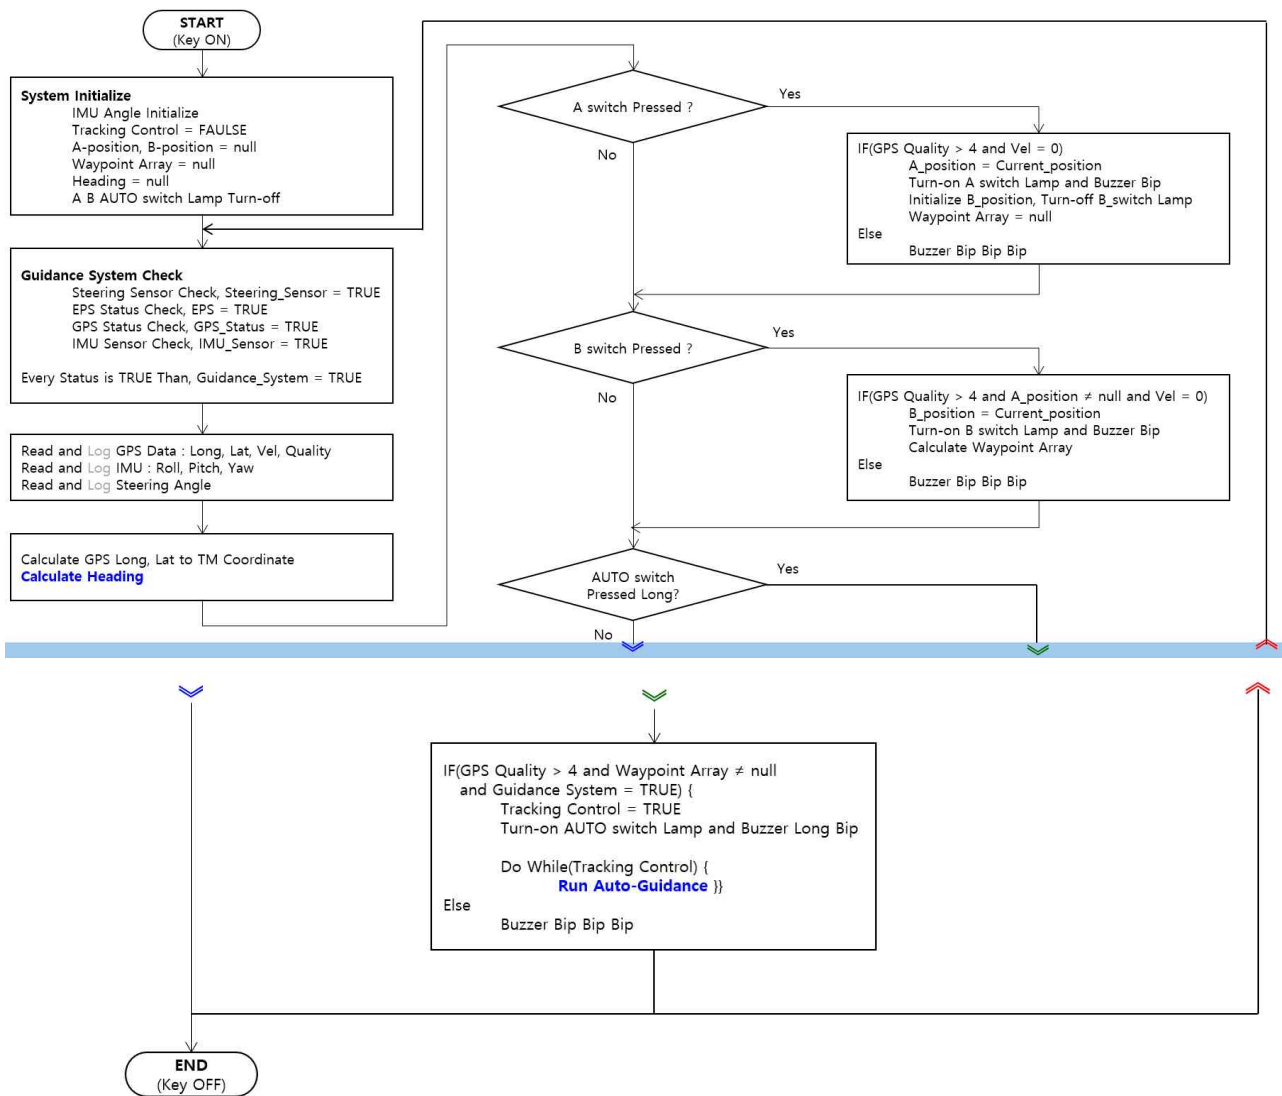 START
(Key ON)
System Initialize
IMU Angle Initialize
Tracking Control = FAULSE
A-position, B-position = null
Waypoint Array = null
Heading = null
A B AUTO switch Lamp Turn-off
Guidance System Check
Steering Sensor Check, Steering_Sensor = TRUE
EPS Status Check, EPS = TRUE
GPS Status Check, GPS_Status = TRUE
IMU Sensor Check, IMU_Sensor = TRUE
Every Status is TRUE Than, Guidance_System = TRUE
Read and Log GPS Data : Long, Lat, Vel, Quality
Read and Log IMU : Roll, Pitch, Yaw
Read and Log Steering Angle
Calculate GPS Long, Lat to TM Coordinate
Calculate Heading
A switch Pressed ?
Yes
No
IF(GPS Quality > 4 and Vel = 0)
A_position = Current_position
Turn-on A switch Lamp and Buzzer Bip
Initialize B_position, Turn-off B_switch Lamp
Waypoint Array = null
Else
Buzzer Bip Bip Bip
B switch Pressed ?
Yes
No
IF(GPS Quality > 4 and A_position ≠ null and Vel = 0)
B_position = Current_position
Turn-on B switch Lamp and Buzzer Bip
Calculate Waypoint Array
Else
Buzzer Bip Bip Bip
AUTO switch
Pressed Long?
Yes
No
IF(GPS Quality > 4 and Waypoint Array ≠ null
and Guidance System = TRUE) {
Tracking Control = TRUE
Turn-on AUTO switch Lamp and Buzzer Long Bip
Do While(Tracking Control) {
Run Auto-Guidance }}
Else
Buzzer Bip Bip Bip
END
(Key OFF)